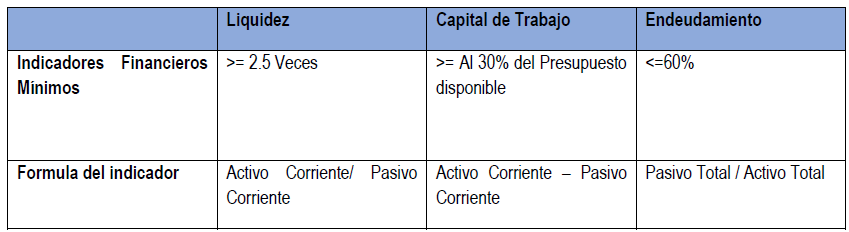 Liquidez Capital de Trabajo Endeudamiento
Indicadores Financieros Mínimos >= 2.5 Veces >= Al 30% del Presupuesto disponible <=60%
Formula del indicador Activo Corriente/ Pasivo Corriente Activo Corriente – Pasivo Corriente Pasivo Total / Activo Total